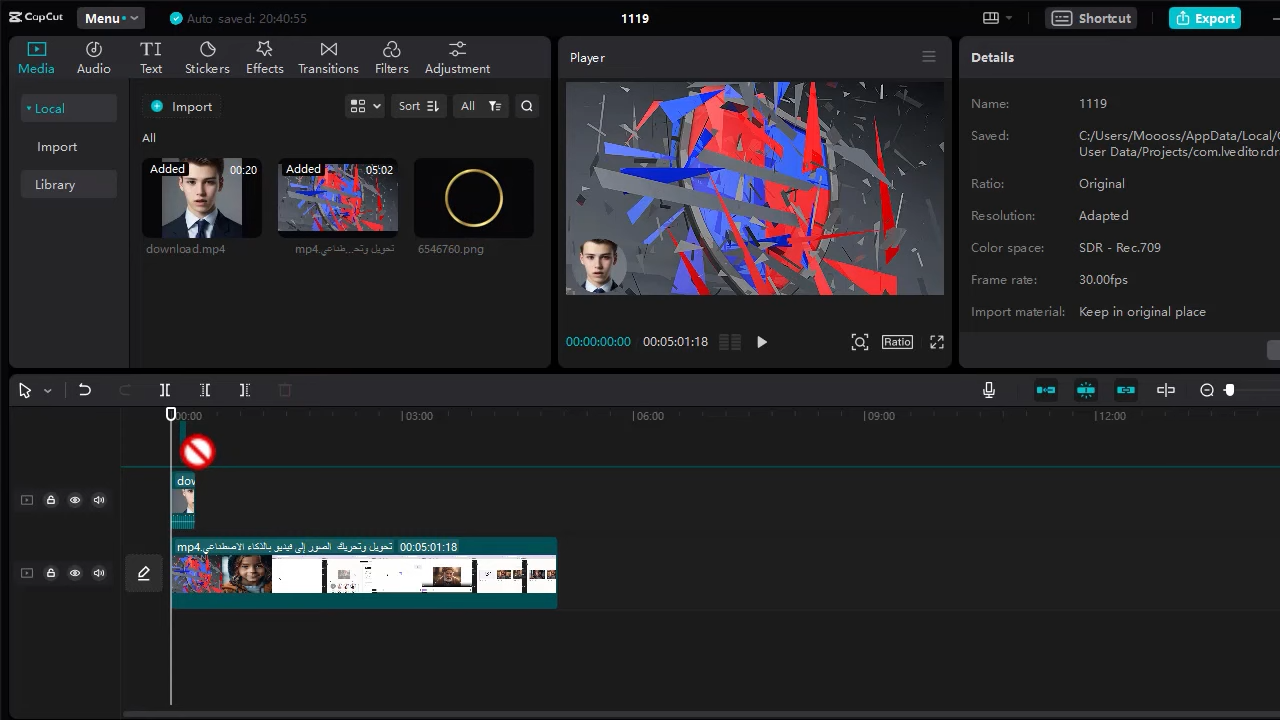 CapCut
Menu
Auto saved: 20:40:55
1119
Shortcut
Export
Media
Audio
Text
Stickers
Effects
Transitions
Filters
Adjustment
Local
Import
Library
Import
Sort
All
All
Added 00:20
download.mp4
Added 05:02
تحويل وتحـ...طناعي.mp4
6546760.png
Player
00:00:00:00 00:05:01:18
Ratio
Details
Name: 1119
Saved: C:/Users/Moooss/AppData/Local/
User Data/Projects/com.lveditor.dr
Ratio: Original
Resolution: Adapted
Color space: SDR - Rec.709
Frame rate: 30.00fps
Import material: Keep in original place
00:00 03:00 06:00 09:00 12:00
dow
تحويل وتحريك الصور إلى فيديو بالذكاء الاصطناعي.mp4 00:05:01:18